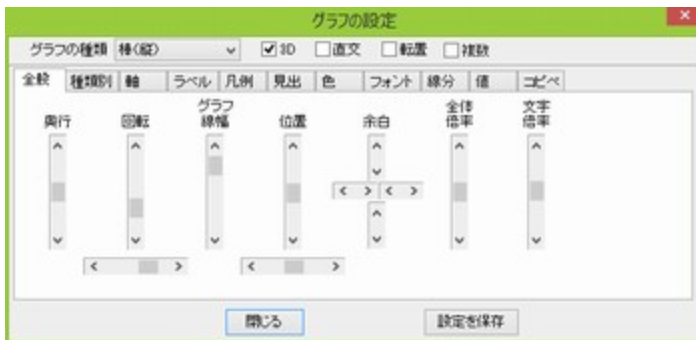 グラフの設定
グラフの種類 棒(縦) 3D 直交 転置 複数
全般 種類別 軸 ラベル 凡例 見出 色 フォント 線分 値 コピペ
奥行 回転 グラフ線幅 位置 余白 全体倍率 文字倍率
閉じる 設定を保存